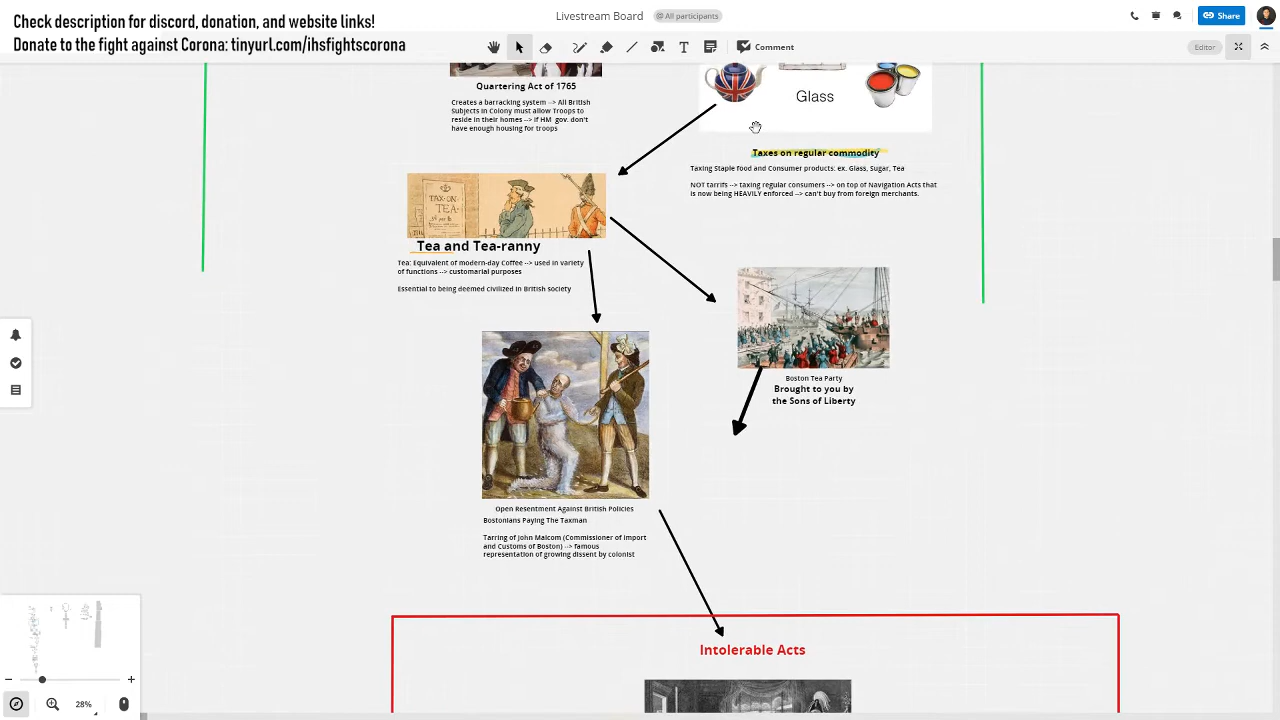 Check description for discord, donation, and website links!
Donate to the fight against Corona: tinyurl.com/ihsfightscorona
Livestream Board
@ All participants
Share
Comment
Editor
Quartering Act of 1765
Creates a barracking system --> All British
Subjects in Colony must allow Troops to
reside in their homes --> if HM gov. don't
have enough housing for troops
Glass
Taxes on regular commodity
Taxing Staple food and Consumer products: ex. Glass, Sugar, Tea
NOT tarrifs --> taxing regular consumers --> on top of Navigation Acts that
is now being HEAVILY enforced --> can't buy from foreign merchants.
TAX·ON
TEA·
Tea and Tea-ranny
Tea: Equivalent of modern-day Coffee --> used in variety
of functions --> customarial purposes
Essential to being deemed civilized in British society
Boston Tea Party
Brought to you by
the Sons of Liberty
Open Resentment Against British Policies
Bostonians Paying The Taxman
Tarring of John Malcom (Commissioner of Import
and Customs of Boston) --> famous
representation of growing dissent by colonist
Intolerable Acts
28%